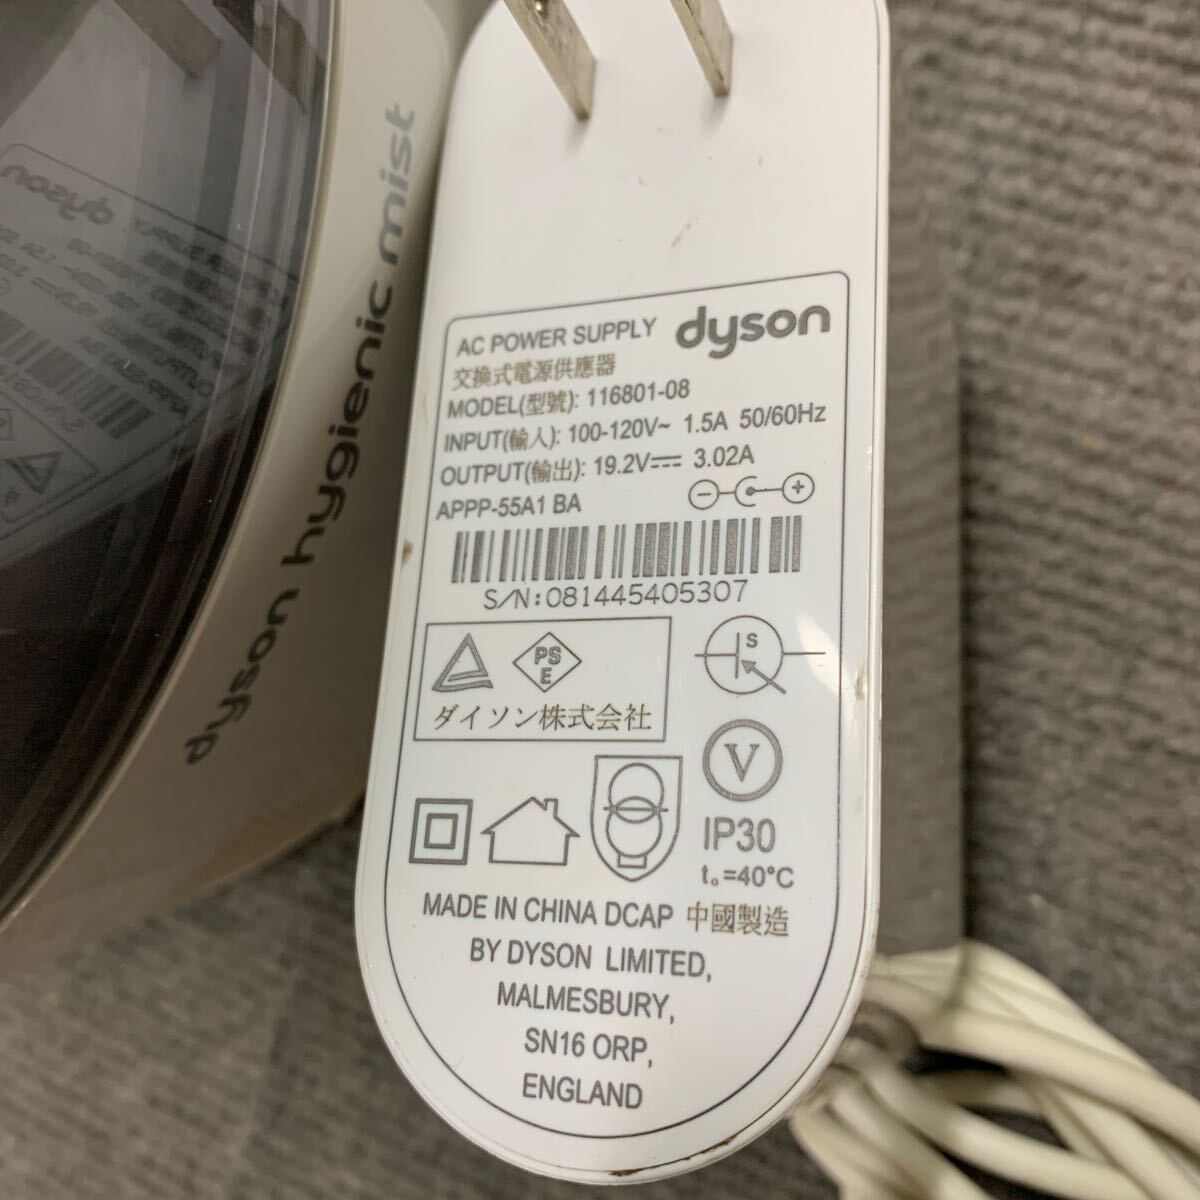 dyson hygienic mist
AC POWER SUPPLY dyson
交換式電源供應器
MODEL(型號): 116801-08
INPUT(輸入): 100-120V~ 1.5A 50/60Hz
OUTPUT(輸出): 19.2V⎓ 3.02A
APPP-55A1 BA
S/N:081445405307
PS
E
ダイソン株式会社
S
V
IP30
t。=40°C
MADE IN CHINA DCAP 中國製造
BY DYSON LIMITED,
MALMESBURY,
SN16 ORP,
ENGLAND